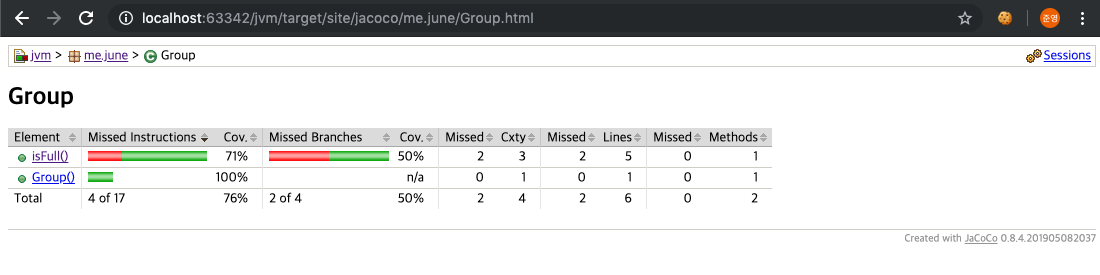 localhost:63342/jvm/target/site/jacoco/me.june/Group.html
준영
jvm > me.june > Group
Sessions
Group
Element Missed Instructions Cov. Missed Branches Cov. Missed Cxty Missed Lines Missed Methods
isFull() 71% 50% 2 3 2 5 0 1
Group() 100% n/a 0 1 0 1 0 1
Total 4 of 17 76% 2 of 4 50% 2 4 2 6 0 2
Created with JaCoCo 0.8.4.201905082037